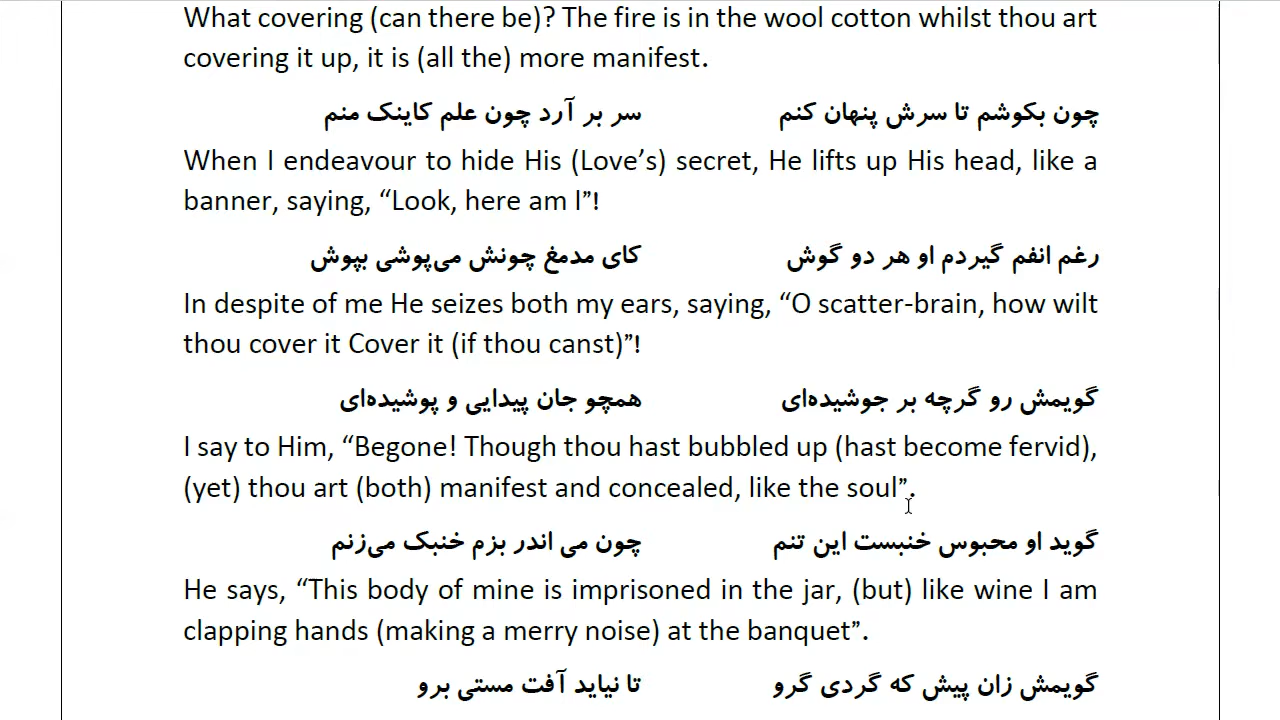 What covering (can there be)? The fire is in the wool cotton whilst thou art
covering it up, it is (all the) more manifest.
چون بکوشم تا سرش پنهان کنم سر بر آرد چون علم کاینک منم
When I endeavour to hide His (Love’s) secret, He lifts up His head, like a
banner, saying, “Look, here am I”!
رغم انفم گیردم او هر دو گوش کای مدمغ چونش می‌پوشی بپوش
In despite of me He seizes both my ears, saying, “O scatter-brain, how wilt
thou cover it Cover it (if thou canst)”!
گویمش رو گرچه بر جوشیده‌ای همچو جان پیدایی و پوشیده‌ای
I say to Him, “Begone! Though thou hast bubbled up (hast become fervid),
(yet) thou art (both) manifest and concealed, like the soul”.
گوید او محبوس خنبست این تنم چون می اندر بزم خنبک می‌زنم
He says, “This body of mine is imprisoned in the jar, (but) like wine I am
clapping hands (making a merry noise) at the banquet”.
گویمش زان پیش که گردی گرو تا نیاید آفت مستی برو